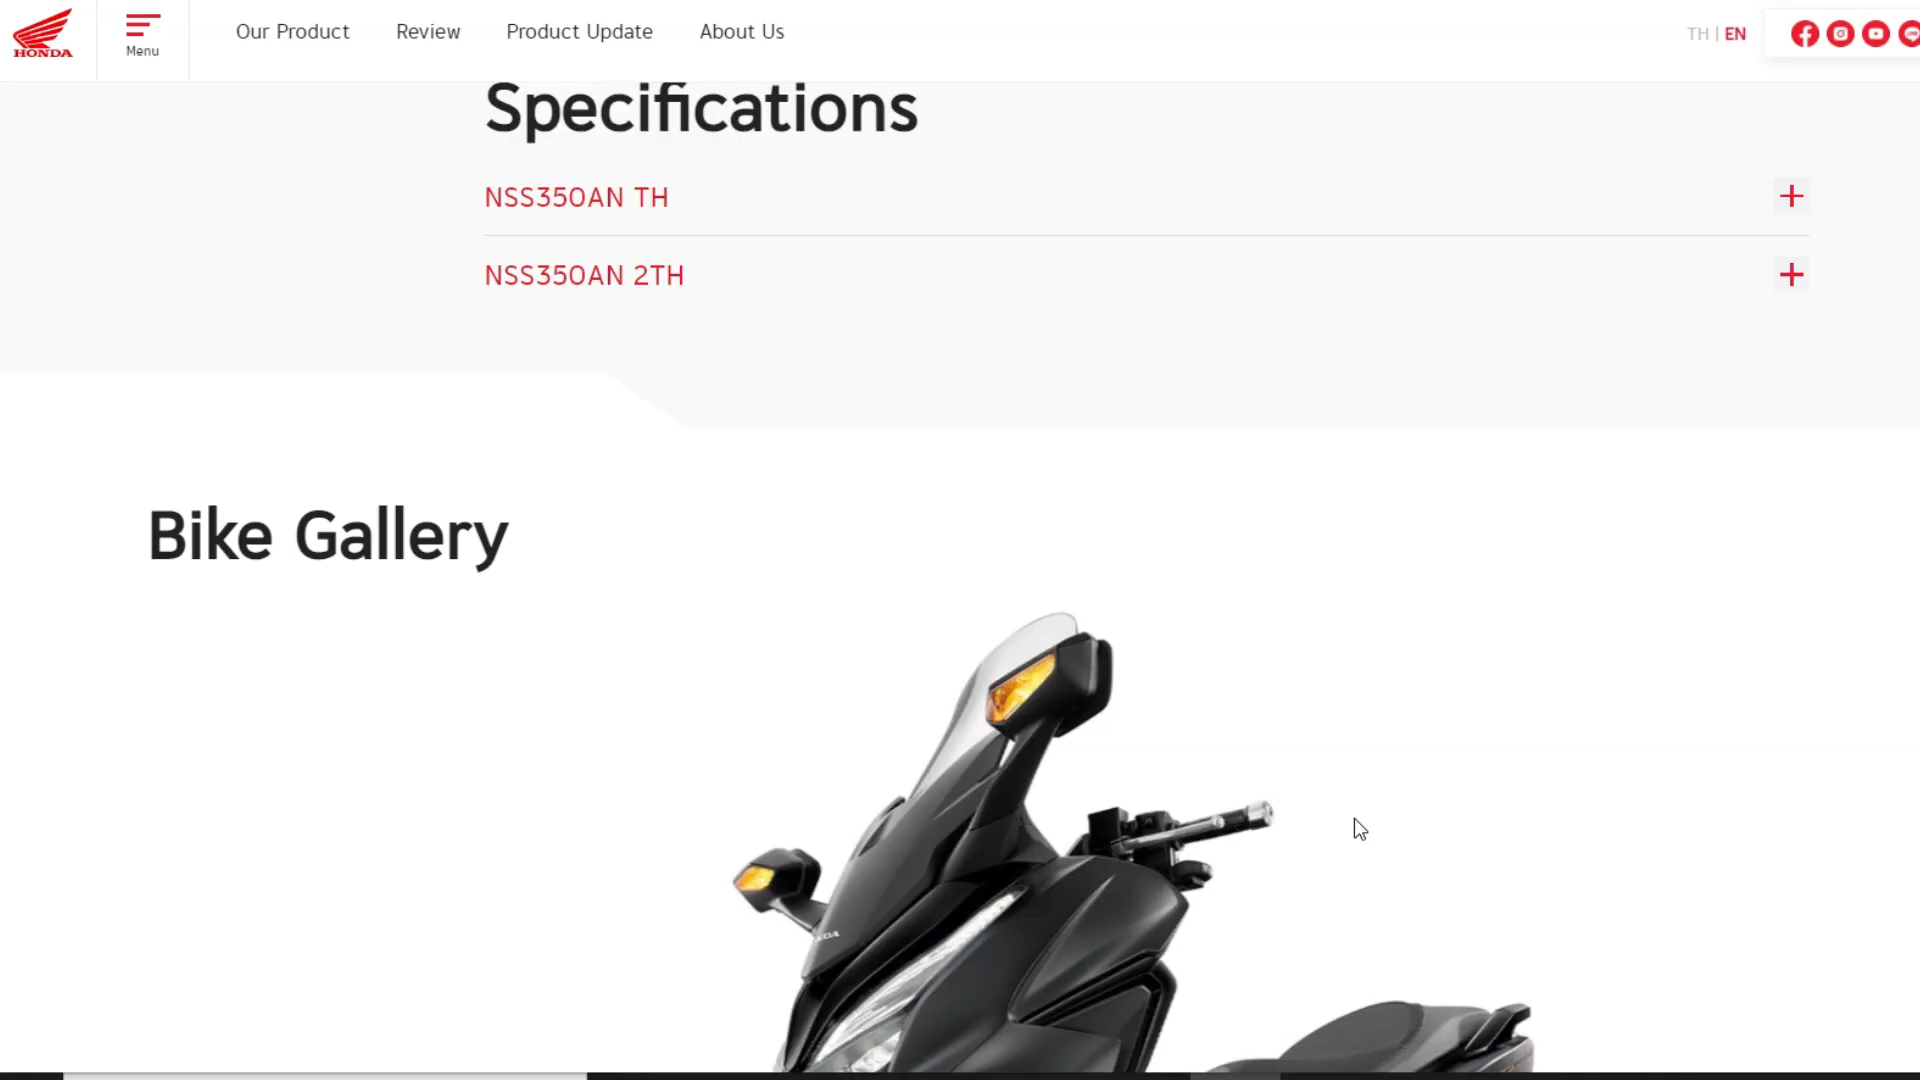 HONDA
Menu
Our Product
Review
Product Update
About Us
TH | EN
Specifications
NSS350AN TH
NSS350AN 2TH
Bike Gallery